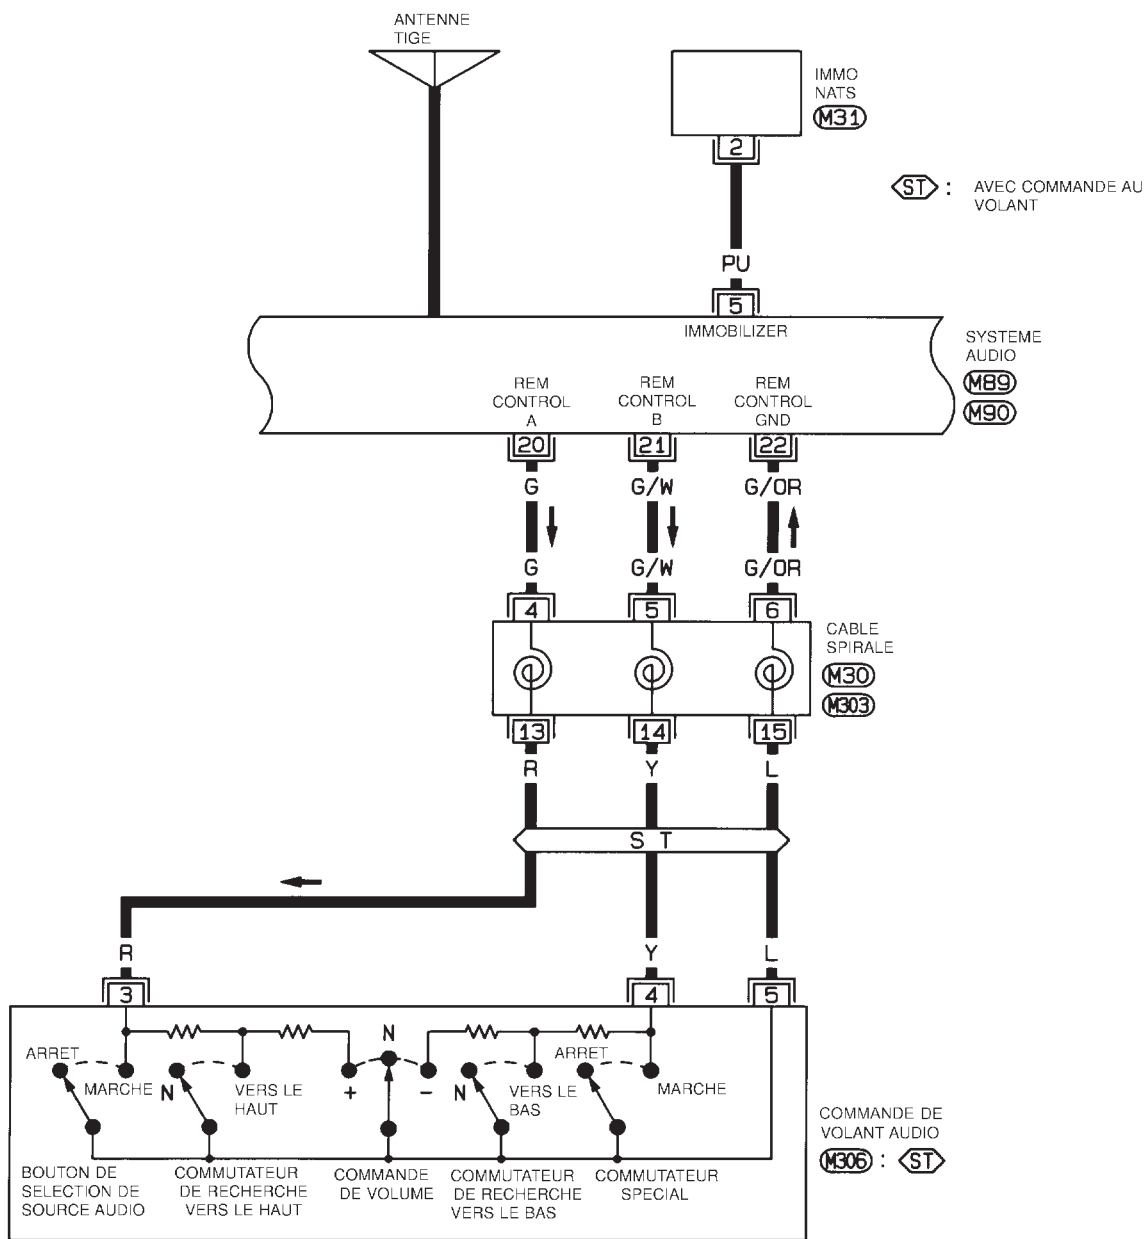 ANTENNE
TIGE
IMMO
NATS
M31
2
ST : AVEC COMMANDE AU
VOLANT
PU
5
IMMOBILIZER
SYSTEME
AUDIO
M89
M90
REM
CONTROL
A
REM
CONTROL
B
REM
CONTROL
GND
20 21 22
G G/W G/OR
G G/W G/OR
4 5 6
CABLE
SPIRALE
M30
M303
13 14 15
R Y L
S T
R Y L
3 4 5
ARRET
MARCHE
N
VERS LE
HAUT
N
+
-
N
VERS LE
BAS
ARRET
MARCHE
BOUTON DE
SELECTION DE
SOURCE AUDIO
COMMUTATEUR
DE RECHERCHE
VERS LE HAUT
COMMANDE
DE VOLUME
COMMUTATEUR
DE RECHERCHE
VERS LE BAS
COMMUTATEUR
SPECIAL
COMMANDE DE
VOLANT AUDIO
M306 : ST